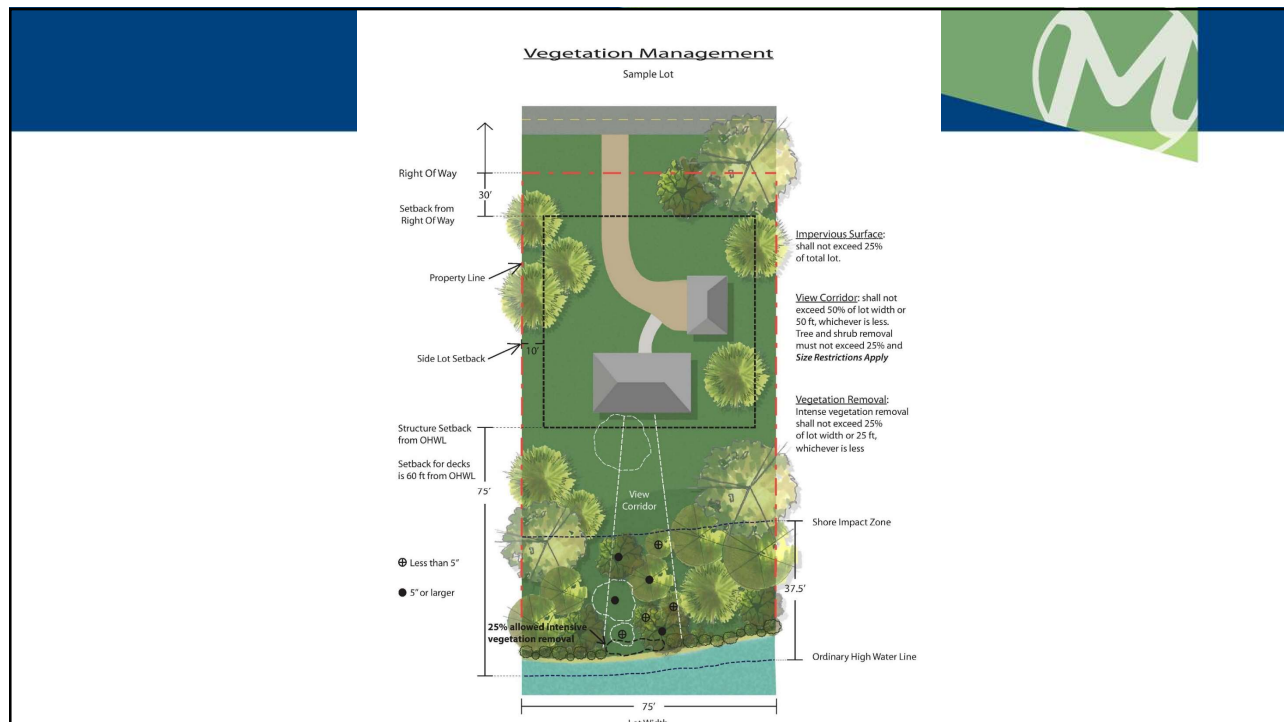 Vegetation Management
Sample Lot
Right Of Way
30'
Setback from
Right Of Way
Property Line
10'
Side Lot Setback
Structure Setback
from OHWL
Setback for decks
is 60 ft from OHWL
75'
⊕ Less than 5"
● 5" or larger
25% allowed intensive
vegetation removal
View
Corridor
Impervious Surface:
shall not exceed 25%
of total lot.
View Corridor: shall not
exceed 50% of lot width or
50 ft, whichever is less.
Tree and shrub removal
must not exceed 25% and
Size Restrictions Apply
Vegetation Removal:
Intense vegetation removal
shall not exceed 25%
of lot width or 25 ft,
whichever is less
Shore Impact Zone
37.5'
Ordinary High Water Line
75'
Lot Width
M